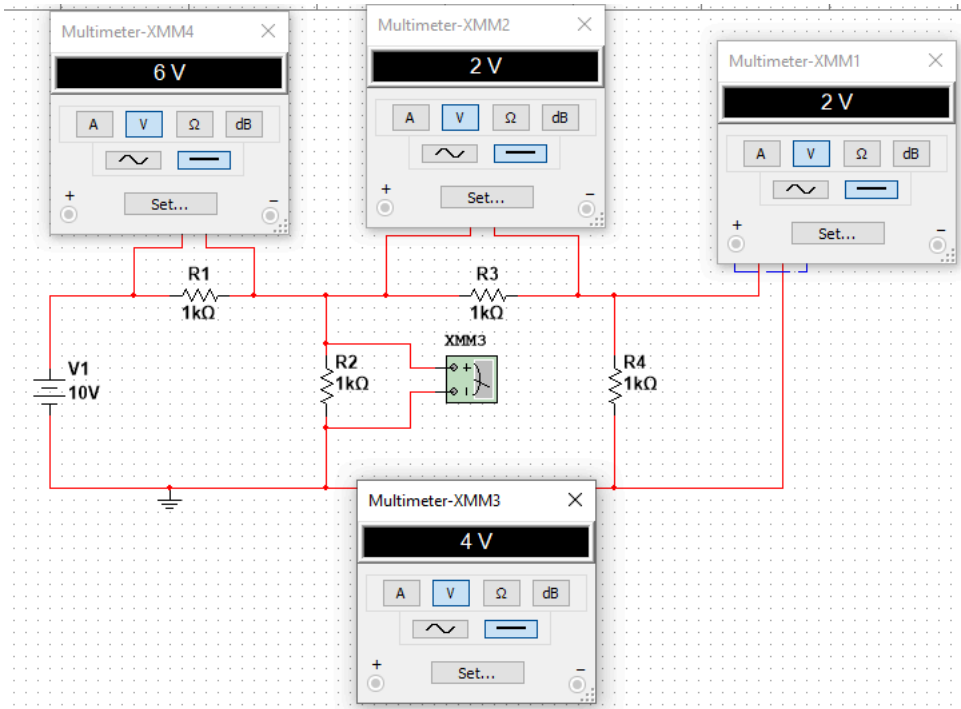 Multimeter-XMM4
6 V
A V Ω dB
+ −
Set...
Multimeter-XMM2
2 V
A V Ω dB
+ −
Set...
Multimeter-XMM1
2 V
A V Ω dB
+ −
Set...
R1
1kΩ
R3
1kΩ
V1
10V
R2
1kΩ
XMM3
+
R4
1kΩ
Multimeter-XMM3
4 V
A V Ω dB
+ −
Set...